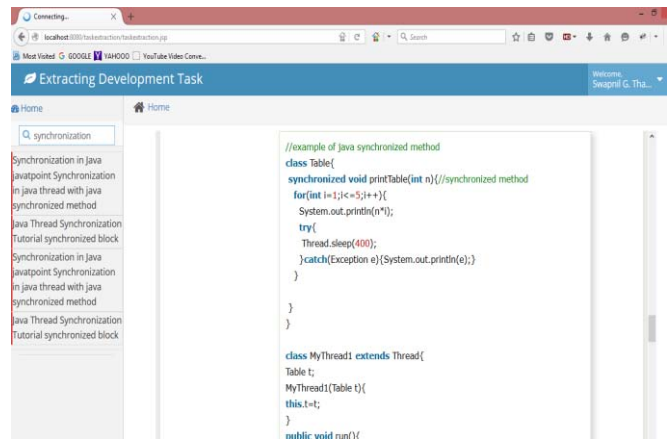 Connecting...
localhost:8080/taskextraction/taskextraction.jsp
Search
Most Visited G GOOGLE YAHOOO YouTube Video Conve...
Extracting Development Task
Welcome,
Swapnil G. Tha...
Home
Home
synchronization
Synchronization in Java
javatpoint Synchronization
in java thread with java
synchronized method
Java Thread Synchronization
Tutorial synchronized block
Synchronization in Java
javatpoint Synchronization
in java thread with java
synchronized method
Java Thread Synchronization
Tutorial synchronized block
//example of java synchronized method
class Table{
synchronized void printTable(int n){//synchronized method
for(int i=1;i<=5;i++){
System.out.println(n*i);
try{
Thread.sleep(400);
}catch(Exception e){System.out.println(e);}
}
}
}
class MyThread1 extends Thread{
Table t;
MyThread1(Table t){
this.t=t;
}
public void run(){